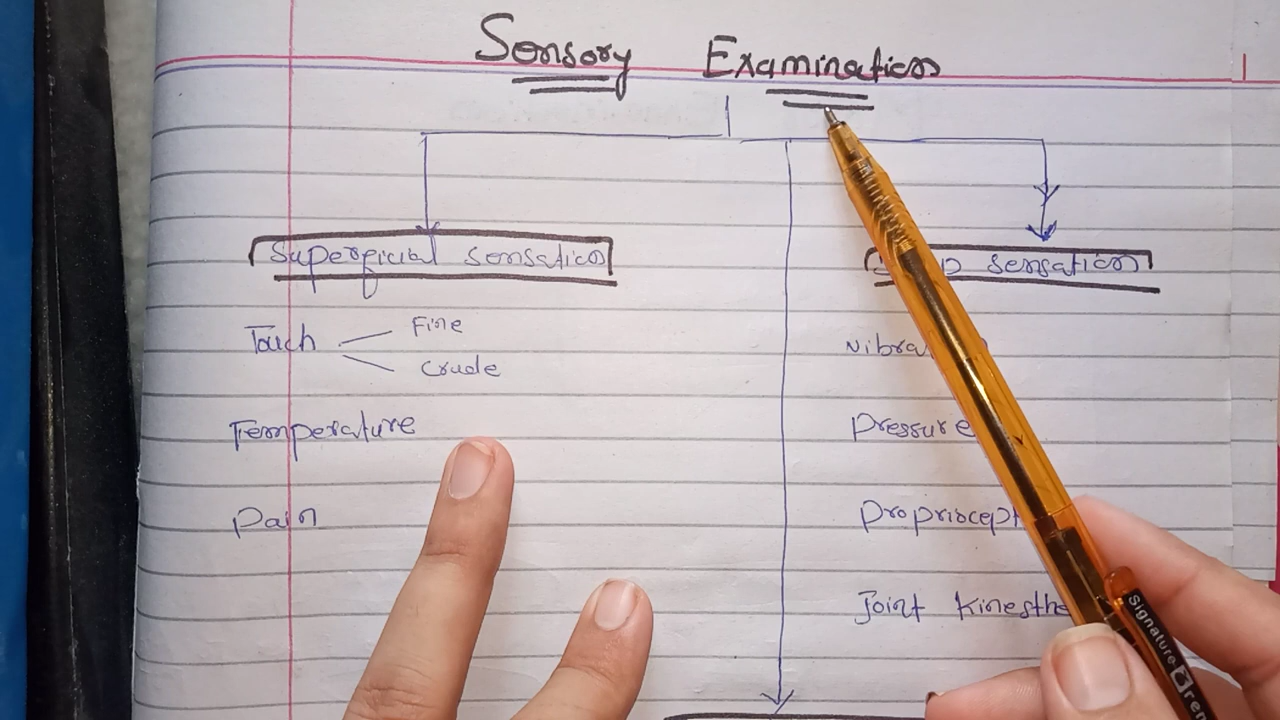 Sensory Examination
Superficial sensation
sensation
Touch
Fine
Crude
Temperature
Pain
Pressure
Joint
Signature